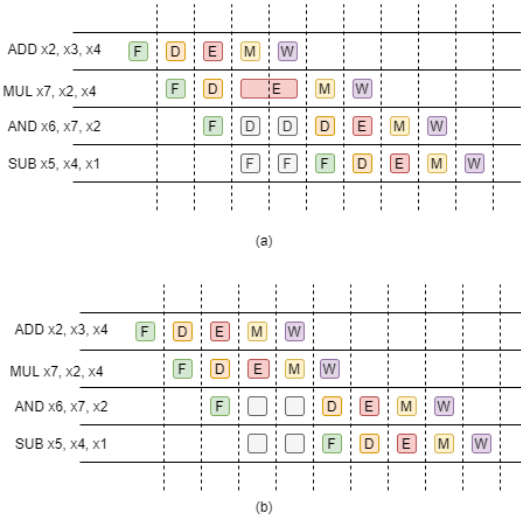 ADD x2, x3, x4 F D E M W
MUL x7, x2, x4 F D E M W
AND x6, x7, x2 F D D D E M W
SUB x5, x4, x1 F F F D E M W
(a)
ADD x2, x3, x4 F D E M W
MUL x7, x2, x4 F D E M W
AND x6, x7, x2 F D E M W
SUB x5, x4, x1 F D E M W
(b)